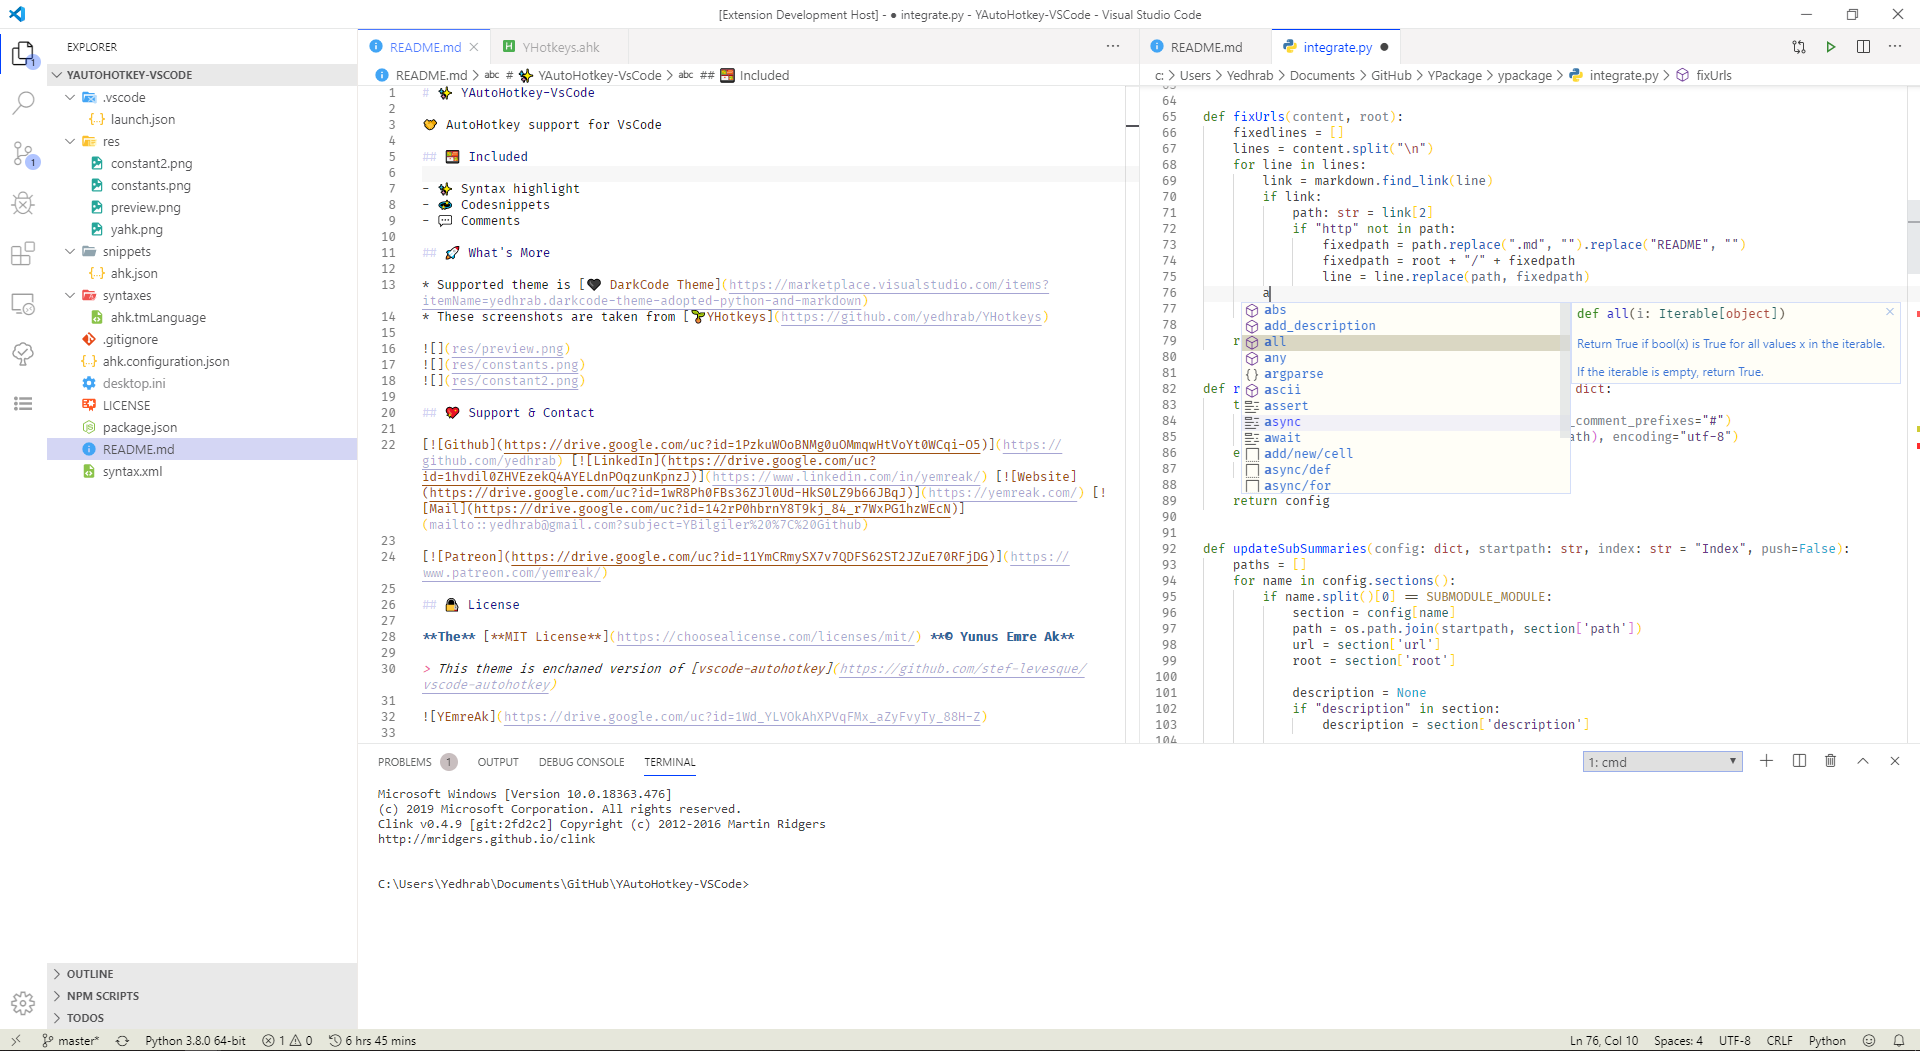 [Extension Development Host] - ● integrate.py - YAutoHotkey-VSCode - Visual Studio Code
EXPLORER
YAUTOHOTKEY-VSCODE
.vscode
launch.json
res
constant2.png
constants.png
preview.png
yahk.png
snippets
ahk.json
syntaxes
ahk.tmLanguage
.gitignore
ahk.configuration.json
desktop.ini
LICENSE
package.json
README.md
syntax.xml
OUTLINE
NPM SCRIPTS
TODOS
README.md
YHotkeys.ahk
README.md > abc # ✨ YAutoHotkey-VsCode > abc ## 🍱 Included
1 # ✨ YAutoHotkey-VsCode
2
3 AutoHotkey support for VsCode
4
5 ## 🍱 Included
6
7 - ✨ Syntax highlight
8 - Codesnippets
9 - 💬 Comments
10
11 ## 🚀 What's More
12
13 * Supported theme is [🖤 DarkCode Theme](https://marketplace.visualstudio.com/items?
itemName=yedhrab.darkcode-theme-adopted-python-and-markdown)
14 * These screenshots are taken from [🌱YHotkeys](https://github.com/yedhrab/YHotkeys)
15
16 ![](res/preview.png)
17 ![](res/constants.png)
18 ![](res/constant2.png)
19
20 ## 💖 Support & Contact
21
22 [![Github](https://drive.google.com/uc?id=1PzkuWOoBNMg0uOMmqwHtVoYt0WCqi-O5)](https://
github.com/yedhrab) [![LinkedIn](https://drive.google.com/uc?
id=1hvdil0ZHVEzekQ4AYELdnPOqzunKpnzJ)](https://www.linkedin.com/in/yemreak/) [![Website]
(https://drive.google.com/uc?id=1wR8Ph0FBs36ZJl0Ud-HkS0LZ9b66JBqJ)](https://yemreak.com/) [!
[Mail](https://drive.google.com/uc?id=142rP0hbrnY8T9kj_84_r7WxPG1hzWEcN)]
(mailto::yedhrab@gmail.com?subject=YBilgiler%20%7C%20Github)
23
24 [![Patreon](https://drive.google.com/uc?id=11YmCRmySX7v7QDFS62ST2JZuE70RFjDG)](https://
www.patreon.com/yemreak/)
25
26 ## License
27
28 **The** [**MIT License**](https://choosealicense.com/licenses/mit/) **© Yunus Emre Ak**
29
30 > This theme is enchaned version of [vscode-autohotkey](https://github.com/stef-levesque/
vscode-autohotkey)
31
32 ![YEmreAk](https://drive.google.com/uc?id=1Wd_YLVOkAhXPVqFMx_aZyFvyTy_88H-Z)
33
README.md
integrate.py ●
c: > Users > Yedhrab > Documents > GitHub > YPackage > ypackage > integrate.py > fixUrls
63
64
65 def fixUrls(content, root):
66 fixedlines = []
67 lines = content.split("\n")
68 for line in lines:
69 link = markdown.find_link(line)
70 if link:
71 path: str = link[2]
72 if "http" not in path:
73 fixedpath = path.replace(".md", "").replace("README", "")
74 fixedpath = root + "/" + fixedpath
75 line = line.replace(path, fixedpath)
76 a
77
78
79 r
80
81
82 def r dict:
83 t
84 _comment_prefixes="#")
85 ath), encoding="utf-8")
86 e
87
88
89 return config
90
91
92 def updateSubSummaries(config: dict, startpath: str, index: str = "Index", push=False):
93 paths = []
94 for name in config.sections():
95 if name.split()[0] == SUBMODULE_MODULE:
96 section = config[name]
97 path = os.path.join(startpath, section['path'])
98 url = section['url']
99 root = section['root']
100
101 description = None
102 if "description" in section:
103 description = section['description']
104
abs
add_description
all
any
argparse
ascii
assert
async
await
add/new/cell
async/def
async/for
def all(i: Iterable[object])
Return True if bool(x) is True for all values x in the iterable.
If the iterable is empty, return True.
PROBLEMS 1 OUTPUT DEBUG CONSOLE TERMINAL
1: cmd
Microsoft Windows [Version 10.0.18363.476]
(c) 2019 Microsoft Corporation. All rights reserved.
Clink v0.4.9 [git:2fd2c2] Copyright (c) 2012-2016 Martin Ridgers
http://mridgers.github.io/clink
C:\Users\Yedhrab\Documents\GitHub\YAutoHotkey-VSCode>
master* Python 3.8.0 64-bit 1 0 6 hrs 45 mins
Ln 76, Col 10 Spaces: 4 UTF-8 CRLF Python